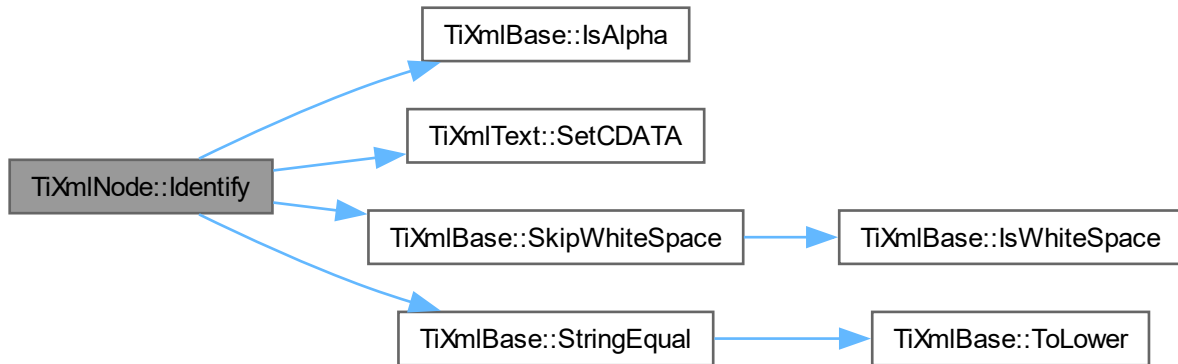 TiXmlBase::IsAlpha
TiXmlText::SetCDATA
TiXmlNode::Identify
TiXmlBase::SkipWhiteSpace
TiXmlBase::IsWhiteSpace
TiXmlBase::StringEqual
TiXmlBase::ToLower